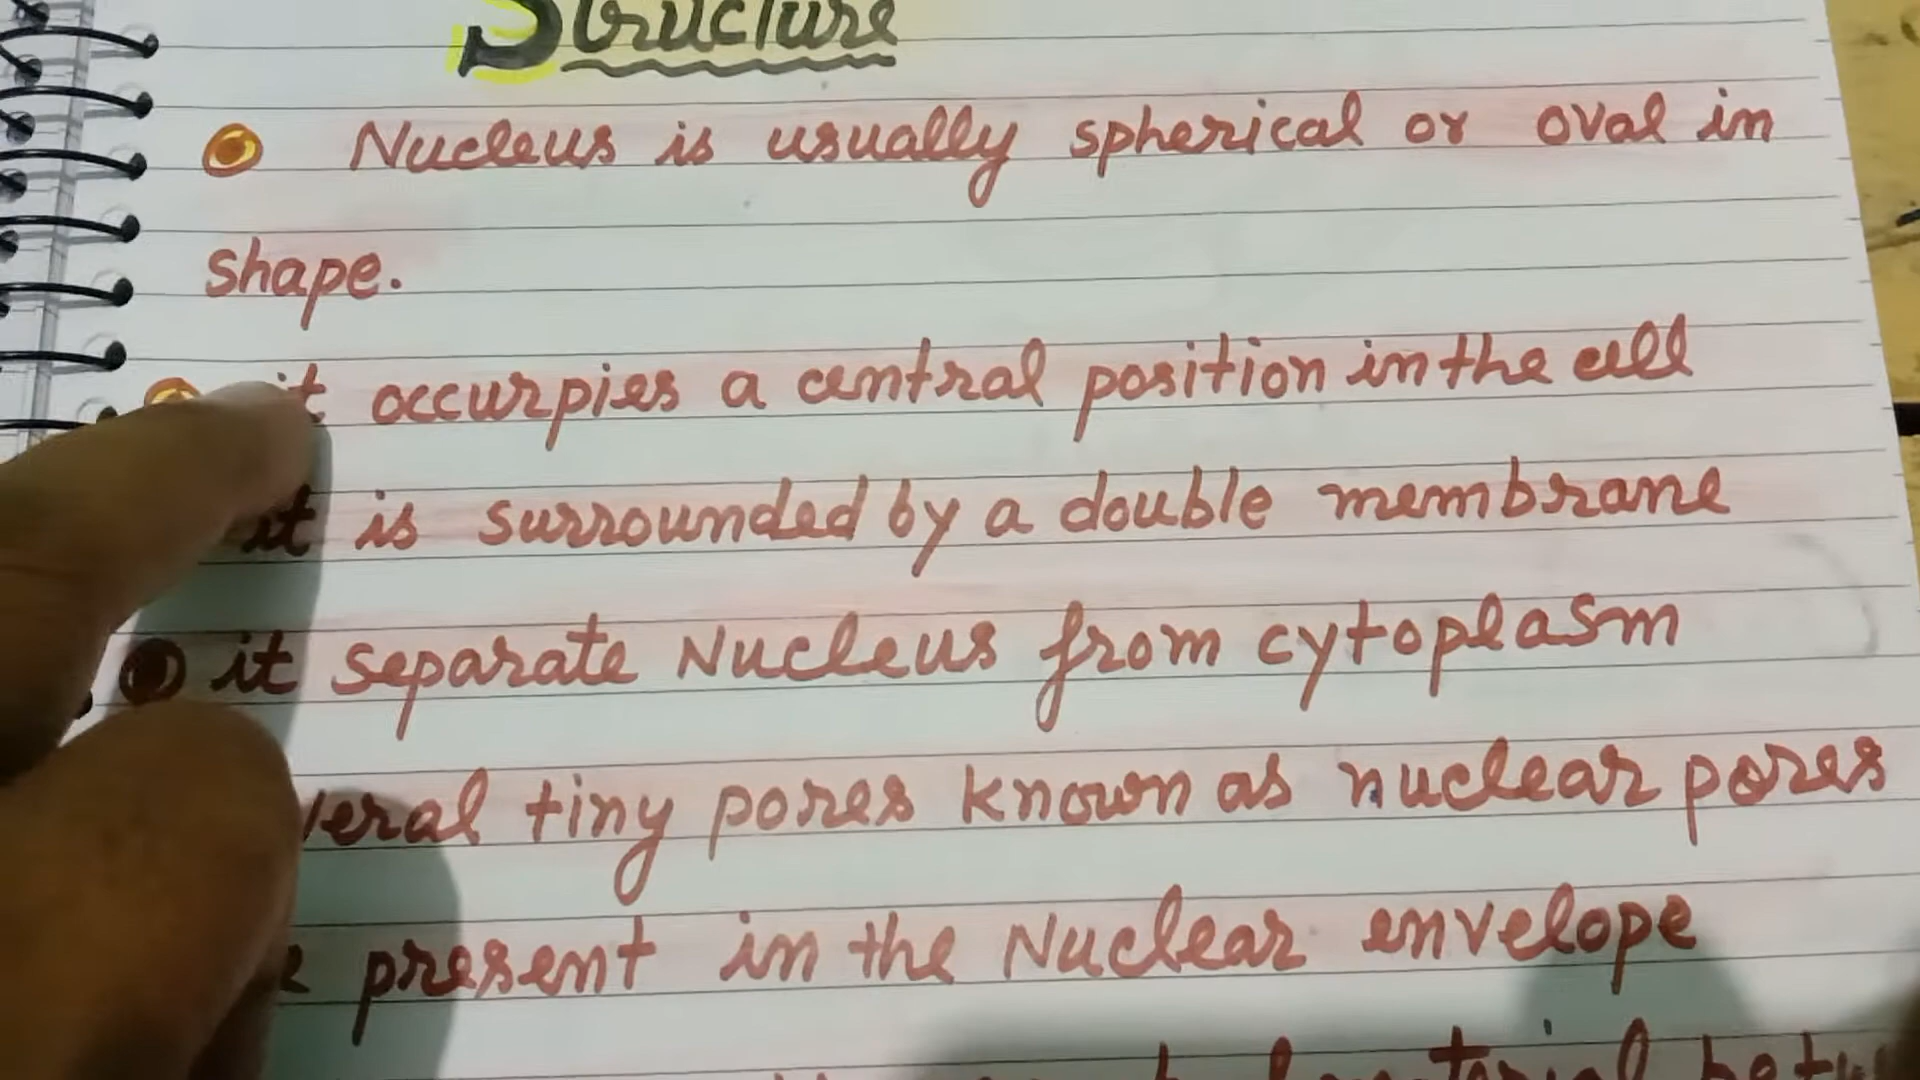 Structure
Nucleus is usually spherical or oval in
shape.
it occurpies a central position in the cell
it is surrounded by a double membrane
it separate Nucleus from cytoplasm
tiny pores known as nuclear pores
present in the Nuclear envelope